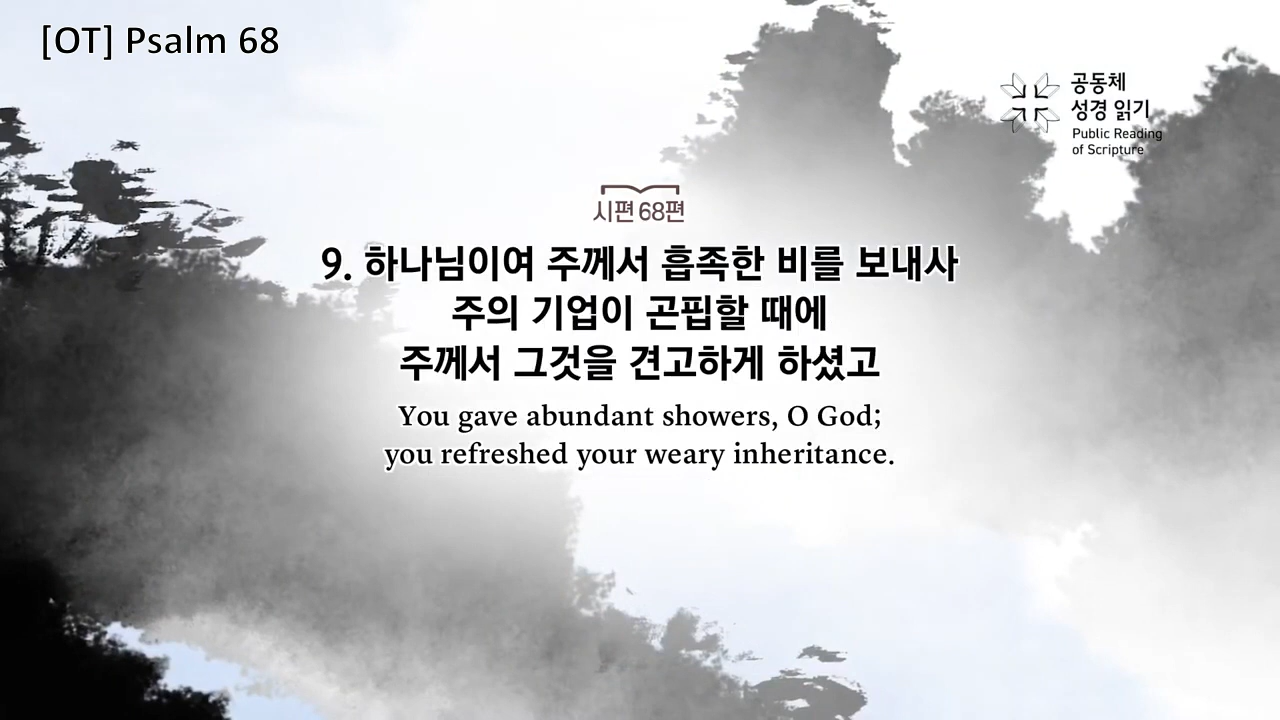 [OT] Psalm 68
공동체
성경 읽기
Public Reading
of Scripture
시편 68편
9. 하나님이여 주께서 흡족한 비를 보내사
주의 기업이 곤핍할 때에
주께서 그것을 견고하게 하셨고
You gave abundant showers, O God;
you refreshed your weary inheritance.